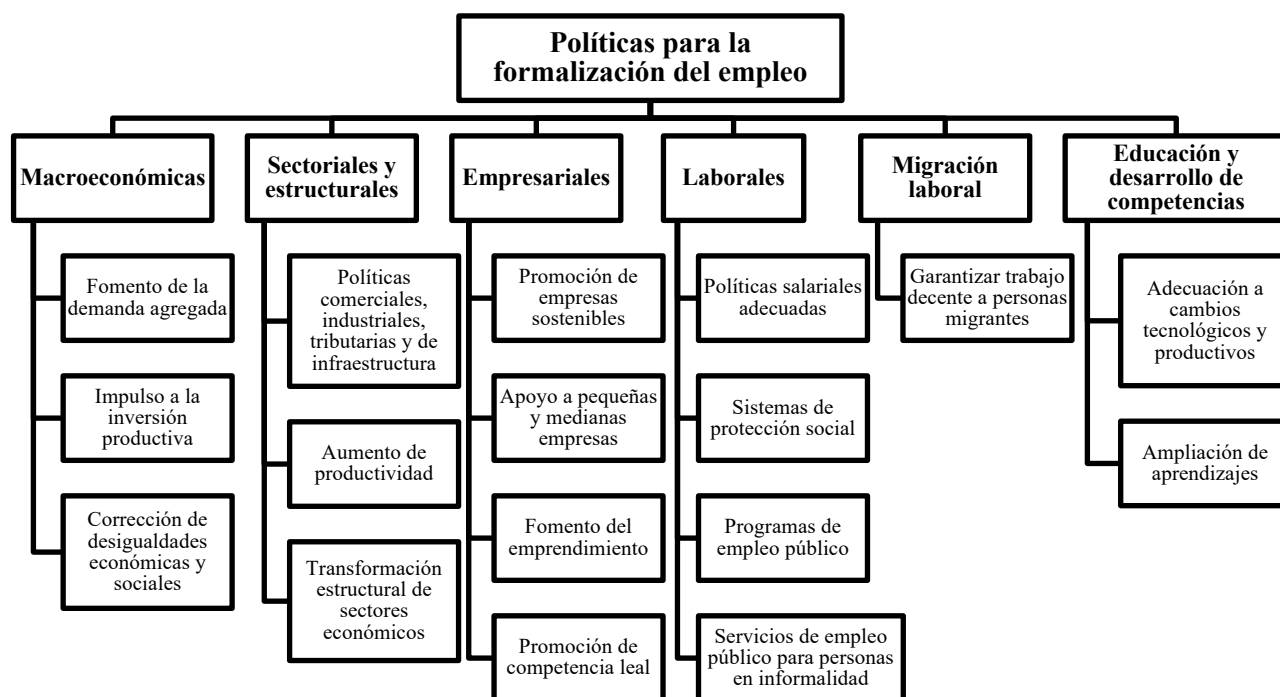 Políticas para la
formalización del empleo
Macroeconómicas
Sectoriales y
estructurales
Empresariales
Laborales
Migración
laboral
Educación y
desarrollo de
competencias
Fomento de la
demanda agregada
Impulso a la
inversión
productiva
Corrección de
desigualdades
económicas y
sociales
Políticas
comerciales,
industriales,
tributarias y de
infraestructura
Aumento de
productividad
Transformación
estructural de
sectores
económicos
Promoción de
empresas
sostenibles
Apoyo a pequeñas
y medianas
empresas
Fomento del
emprendimiento
Promoción de
competencia leal
Políticas salariales
adecuadas
Sistemas de
protección social
Programas de
empleo público
Servicios de empleo
público para personas
en informalidad
Garantizar trabajo
decente a personas
migrantes
Adecuación a
cambios
tecnológicos y
productivos
Ampliación de
aprendizajes